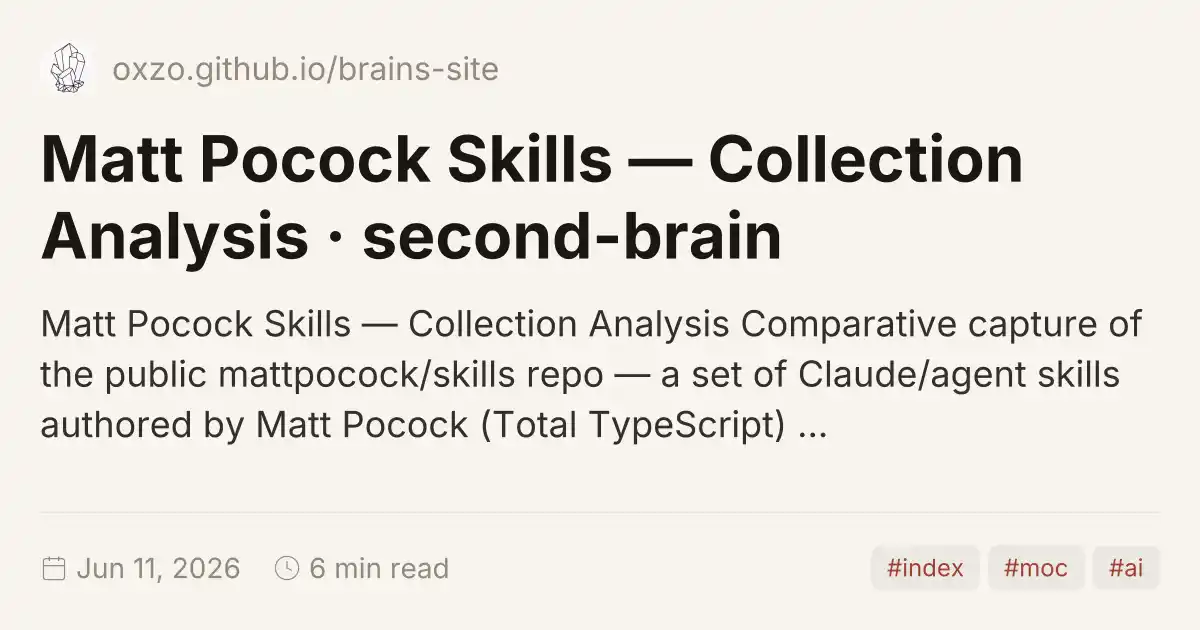 oxzo.github.io/brains-site
Matt Pocock Skills — Collection
Analysis · second-brain
Matt Pocock Skills — Collection Analysis Comparative capture of
the public mattpocock/skills repo — a set of Claude/agent skills
authored by Matt Pocock (Total TypeScript) ...
Jun 11, 2026 6 min read #index #moc #ai